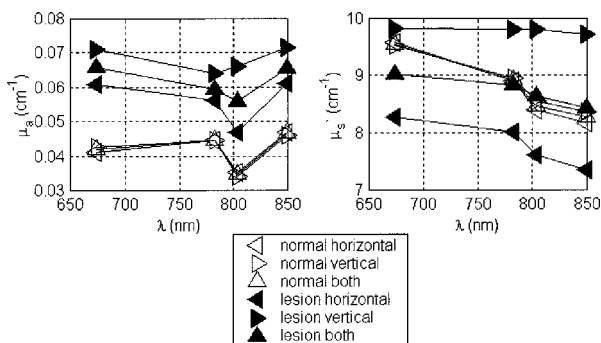 0.08
0.07
0.06
0.05
0.04
0.03
μa (cm-1)
650 700 750 800 850
λ (nm)
10
9
8
7
μs (cm-1)
650 700 750 800 850
λ (nm)
normal horizontal
normal vertical
normal both
lesion horizontal
lesion vertical
lesion both